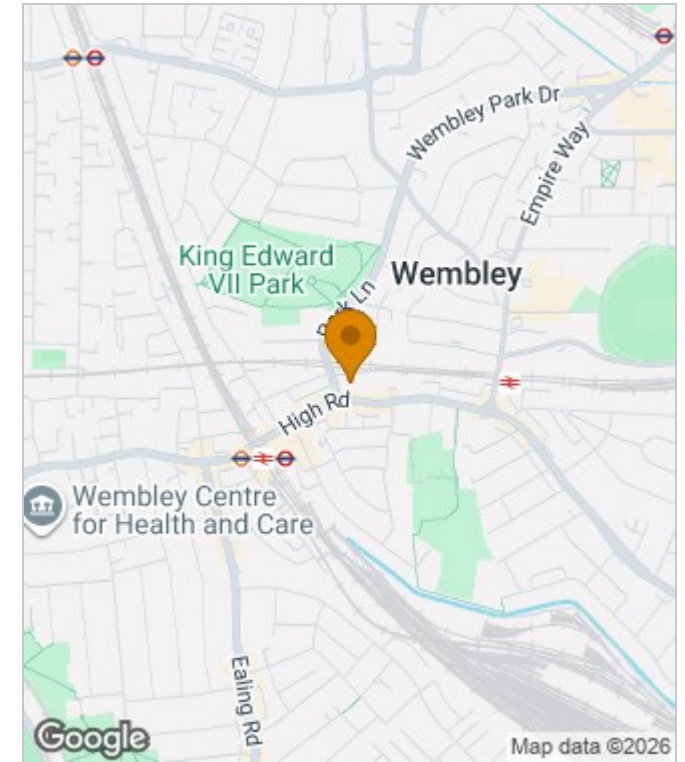 Wembley Park Dr
Empire Way
King Edward
VII Park
Wembley
Park Ln
High Rd
Wembley Centre
for Health and Care
Ealing Rd
Google
Map data ©2026